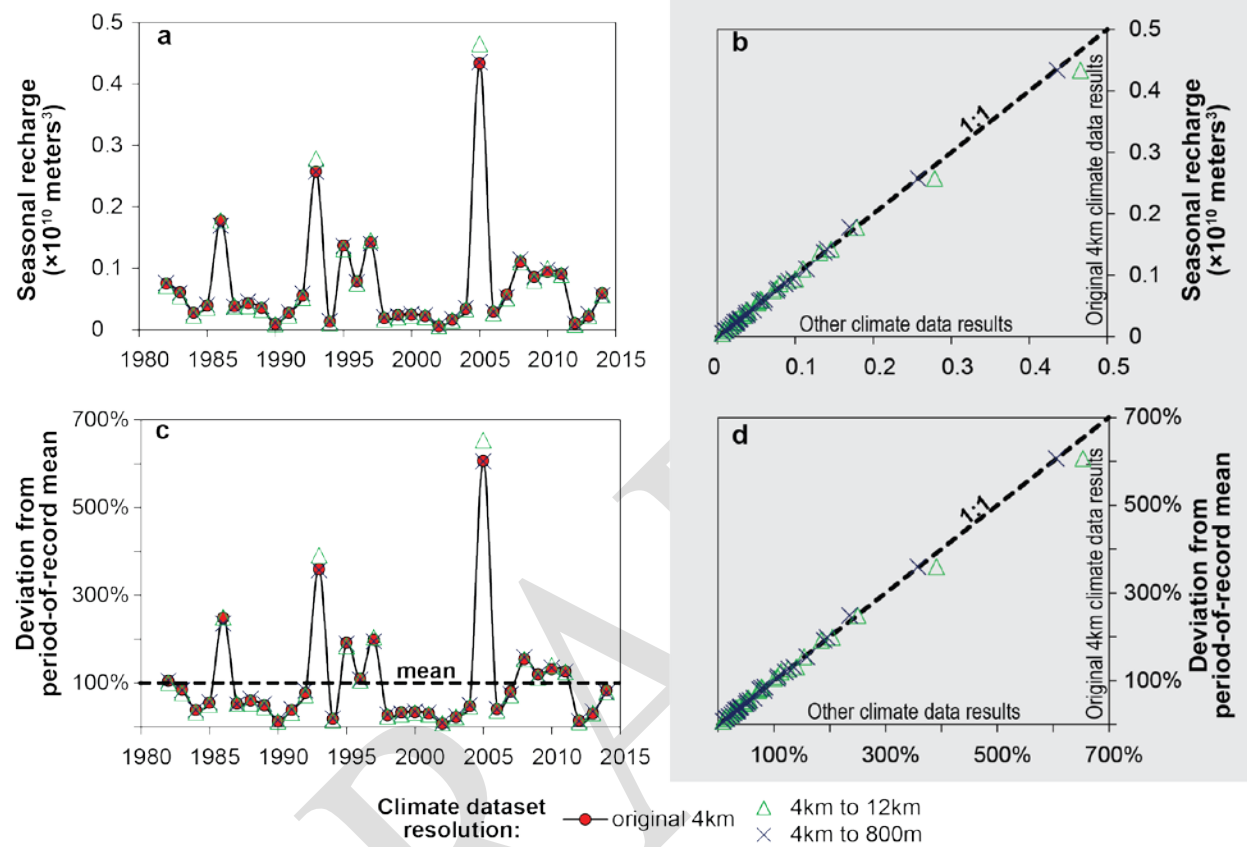 a
0.5
0.4
0.3
0.2
0.1
0
Seasonal recharge
(×10¹⁰ meters³)
1980 1985 1990 1995 2000 2005 2010 2015
b
1:1
Other climate data results
Original 4km climate data results
0.5
0.4
0.3
0.2
0.1
0
Seasonal recharge
(×10¹⁰ meters³)
0 0.1 0.2 0.3 0.4 0.5
c
700%
500%
300%
100%
Deviation from
period-of-record mean
mean
1980 1985 1990 1995 2000 2005 2010 2015
d
1:1
Other climate data results
Original 4km climate data results
700%
500%
300%
100%
Deviation from
period-of-record mean
100% 300% 500% 700%
Climate dataset
resolution:
original 4km
4km to 12km
4km to 800m